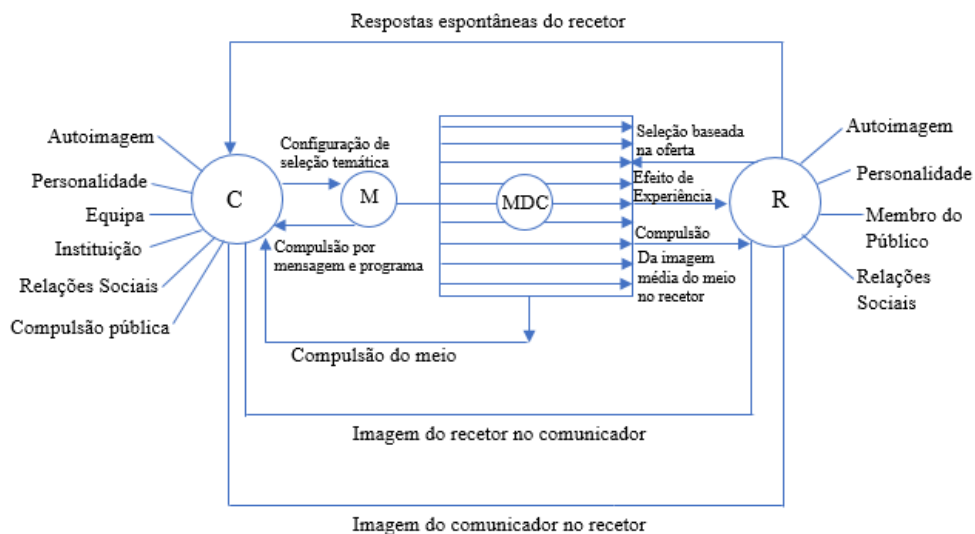 Respostas espontâneas do recetor
Autoimagem
Personalidade
Equipa
Instituição
Relações Sociais
Compulsão pública
C
Configuração de
seleção temática
M
Compulsão por
mensagem e programa
MDC
Seleção baseada
na oferta
Efeito de
Experiência
Compulsão
Da imagem
média do meio
no recetor
R
Autoimagem
Personalidade
Membro do
Público
Relações
Sociais
Compulsão do meio
Imagem do recetor no comunicador
Imagem do comunicador no recetor